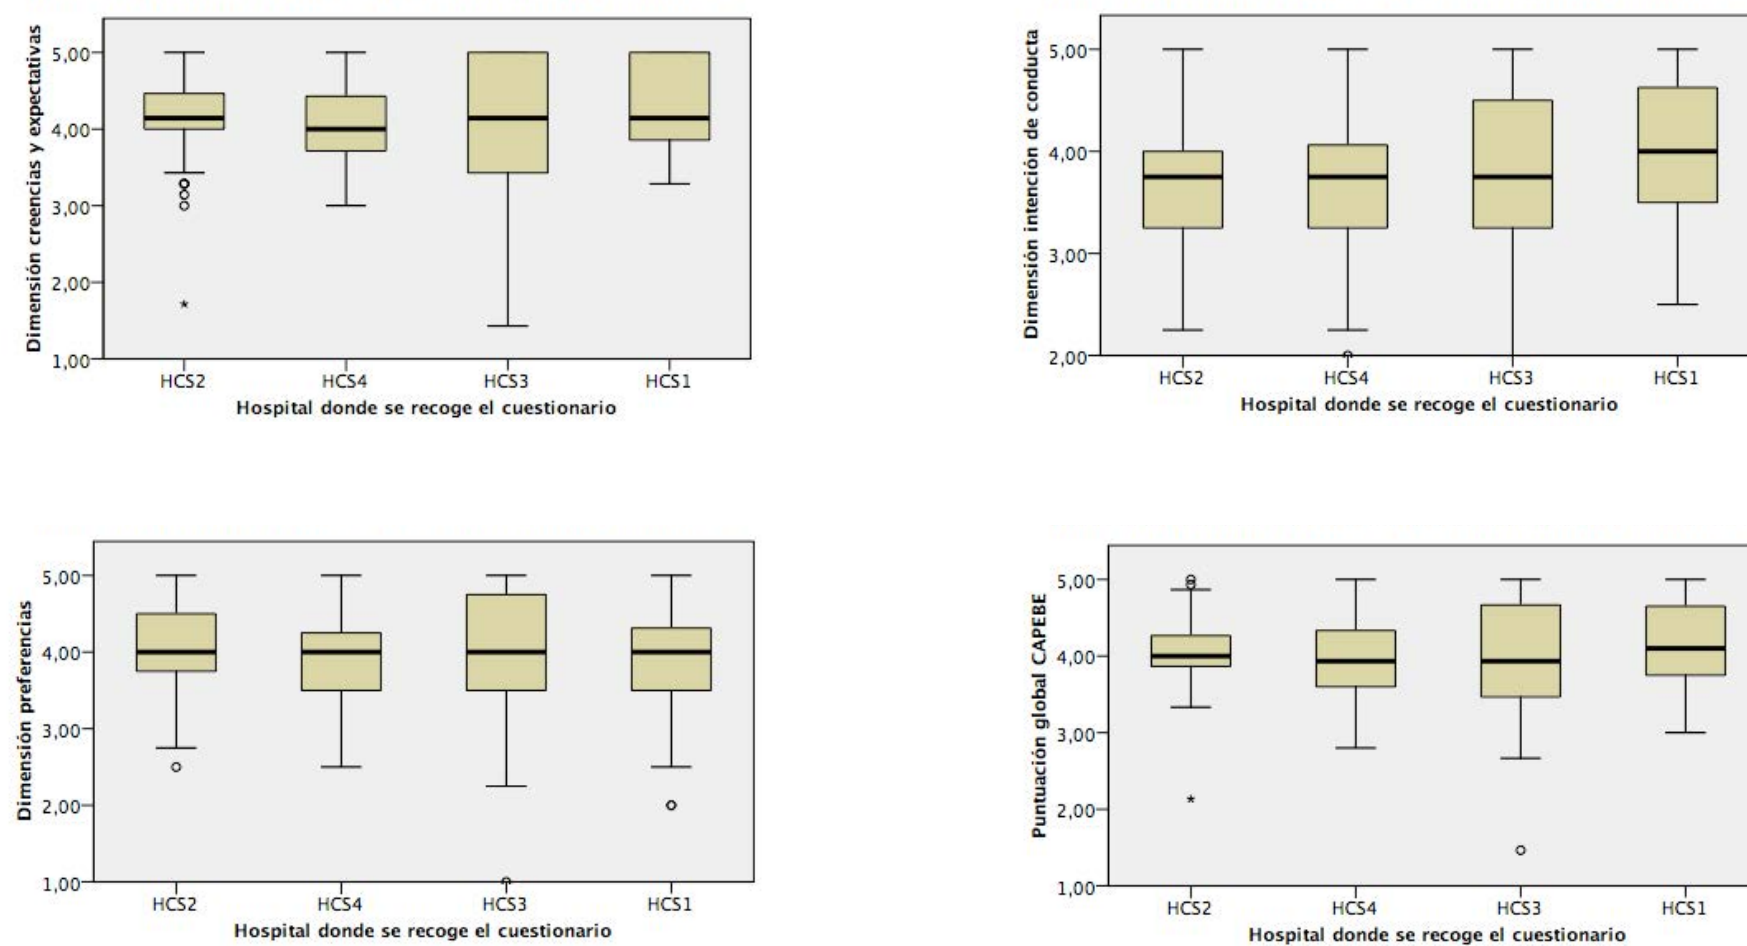 Dimensión creencias y expectativas
5,00
4,00
3,00
2,00
1,00
HCS2 HCS4 HCS3 HCS1
Hospital donde se recoge el cuestionario
Dimensión intención de conducta
5,00
4,00
3,00
2,00
HCS2 HCS4 HCS3 HCS1
Hospital donde se recoge el cuestionario
Dimensión preferencias
5,00
4,00
3,00
2,00
1,00
HCS2 HCS4 HCS3 HCS1
Hospital donde se recoge el cuestionario
Puntuación global CAPEBE
5,00
4,00
3,00
2,00
1,00
HCS2 HCS4 HCS3 HCS1
Hospital donde se recoge el cuestionario